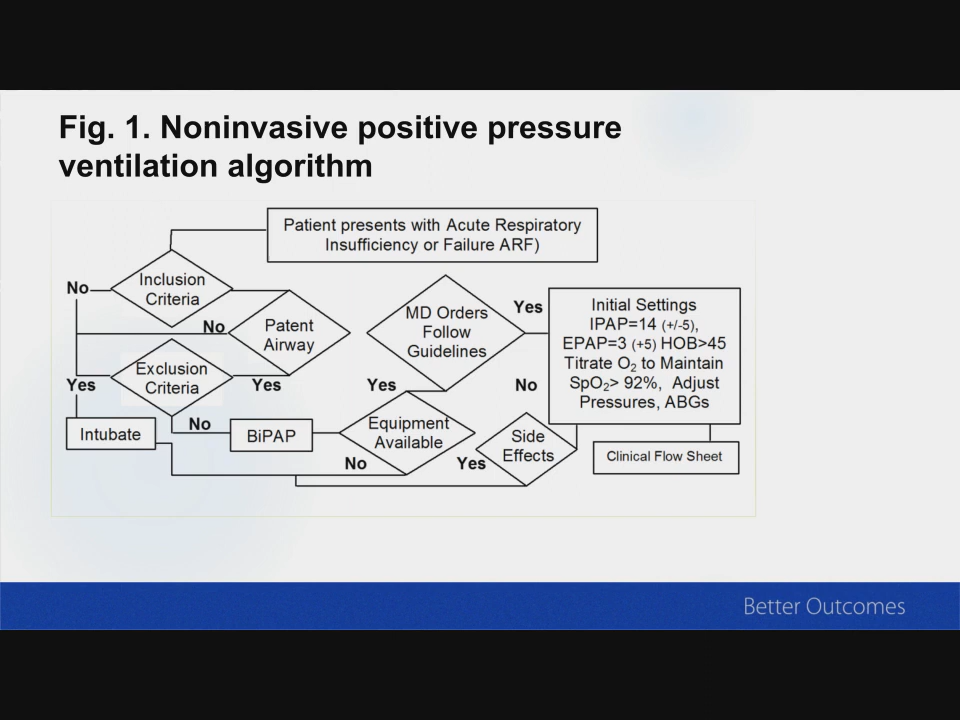 Fig. 1. Noninvasive positive pressure
ventilation algorithm
Patient presents with Acute Respiratory
Insufficiency or Failure ARF)
No
Inclusion
Criteria
No
Patent
Airway
MD Orders
Follow
Guidelines
Yes
Initial Settings
IPAP=14 (+/-5),
EPAP=3 (+5) HOB>45
Titrate O₂ to Maintain
SpO₂> 92%, Adjust
Pressures, ABGs
Yes
Exclusion
Criteria
Yes
Yes
No
Intubate
No
BiPAP
Equipment
Available
No
Yes
Side
Effects
Clinical Flow Sheet
Better Outcomes